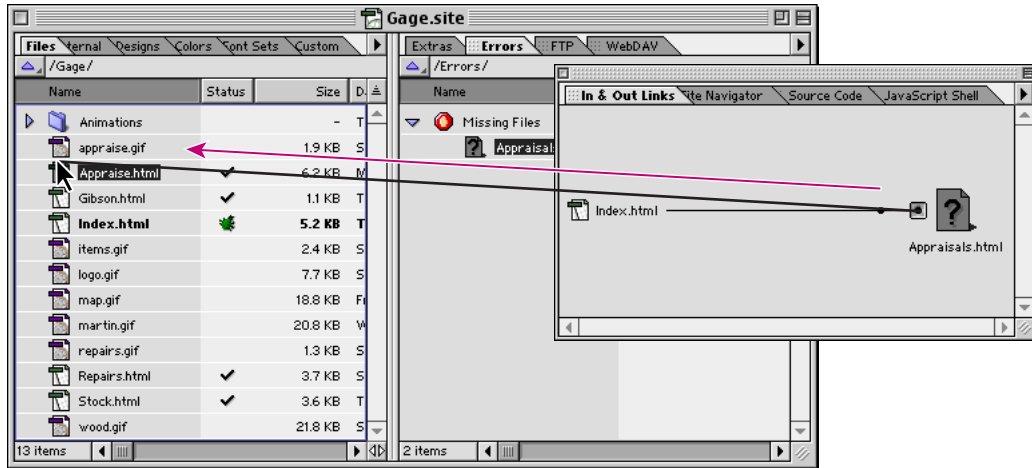 Gage.site
Files ternal Designs Colors Font Sets Custom
/Gage/
Name Status Size D.
Animations - T
appraise.gif 1.9 KB S
Appraise.html 6.2 KB M
Gibson.html 1.1 KB T
Index.html 5.2 KB T
items.gif 2.4 KB S
logo.gif 7.7 KB S
map.gif 18.8 KB Fi
martin.gif 20.8 KB W
repairs.gif 1.3 KB S
Repairs.html 3.7 KB S
Stock.html 3.6 KB T
wood.gif 21.8 KB S
13 items
Extras Errors FTP WebDAV
/Errors/
Name
Missing Files
Appraisal
2 items
In & Out Links ite Navigator Source Code JavaScript Shell
Index.html
Appraisals.html